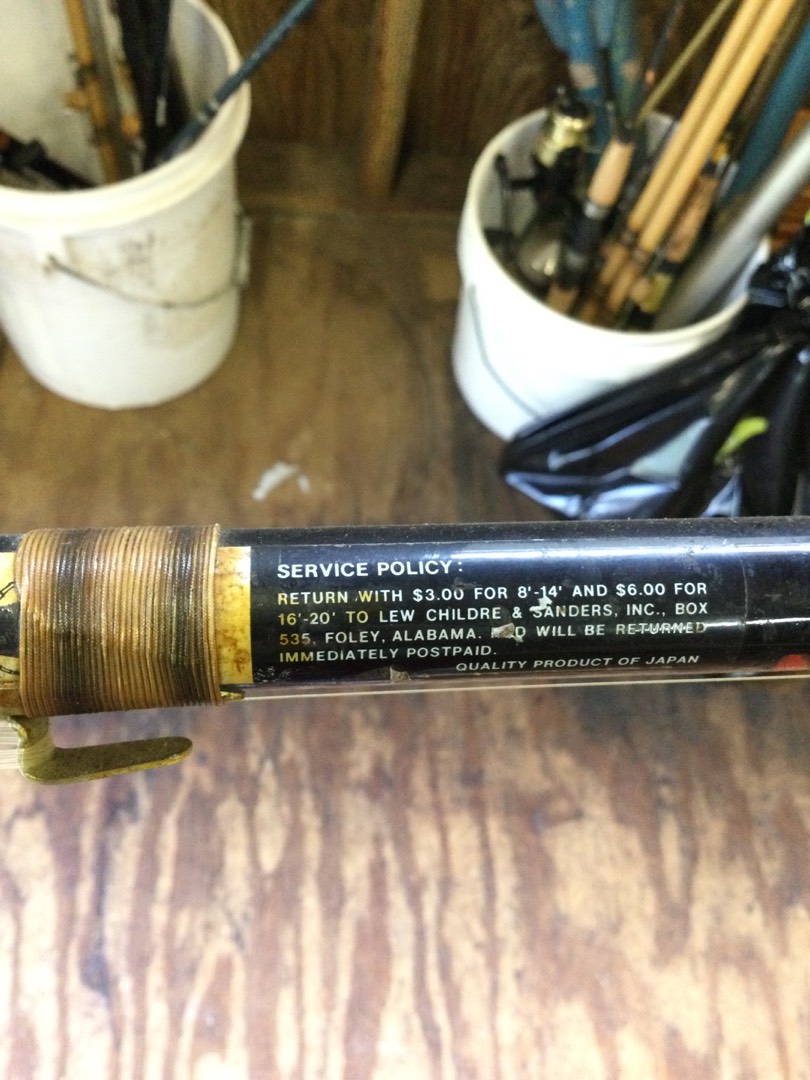 SERVICE POLICY:
RETURN WITH $3.00 FOR 8'-14' AND $6.00 FOR
16'-20' TO LEW CHILDRE & SANDERS, INC., BOX
535, FOLEY, ALABAMA. WILL BE RETURNED
IMMEDIATELY POSTPAID.
QUALITY PRODUCT OF JAPAN